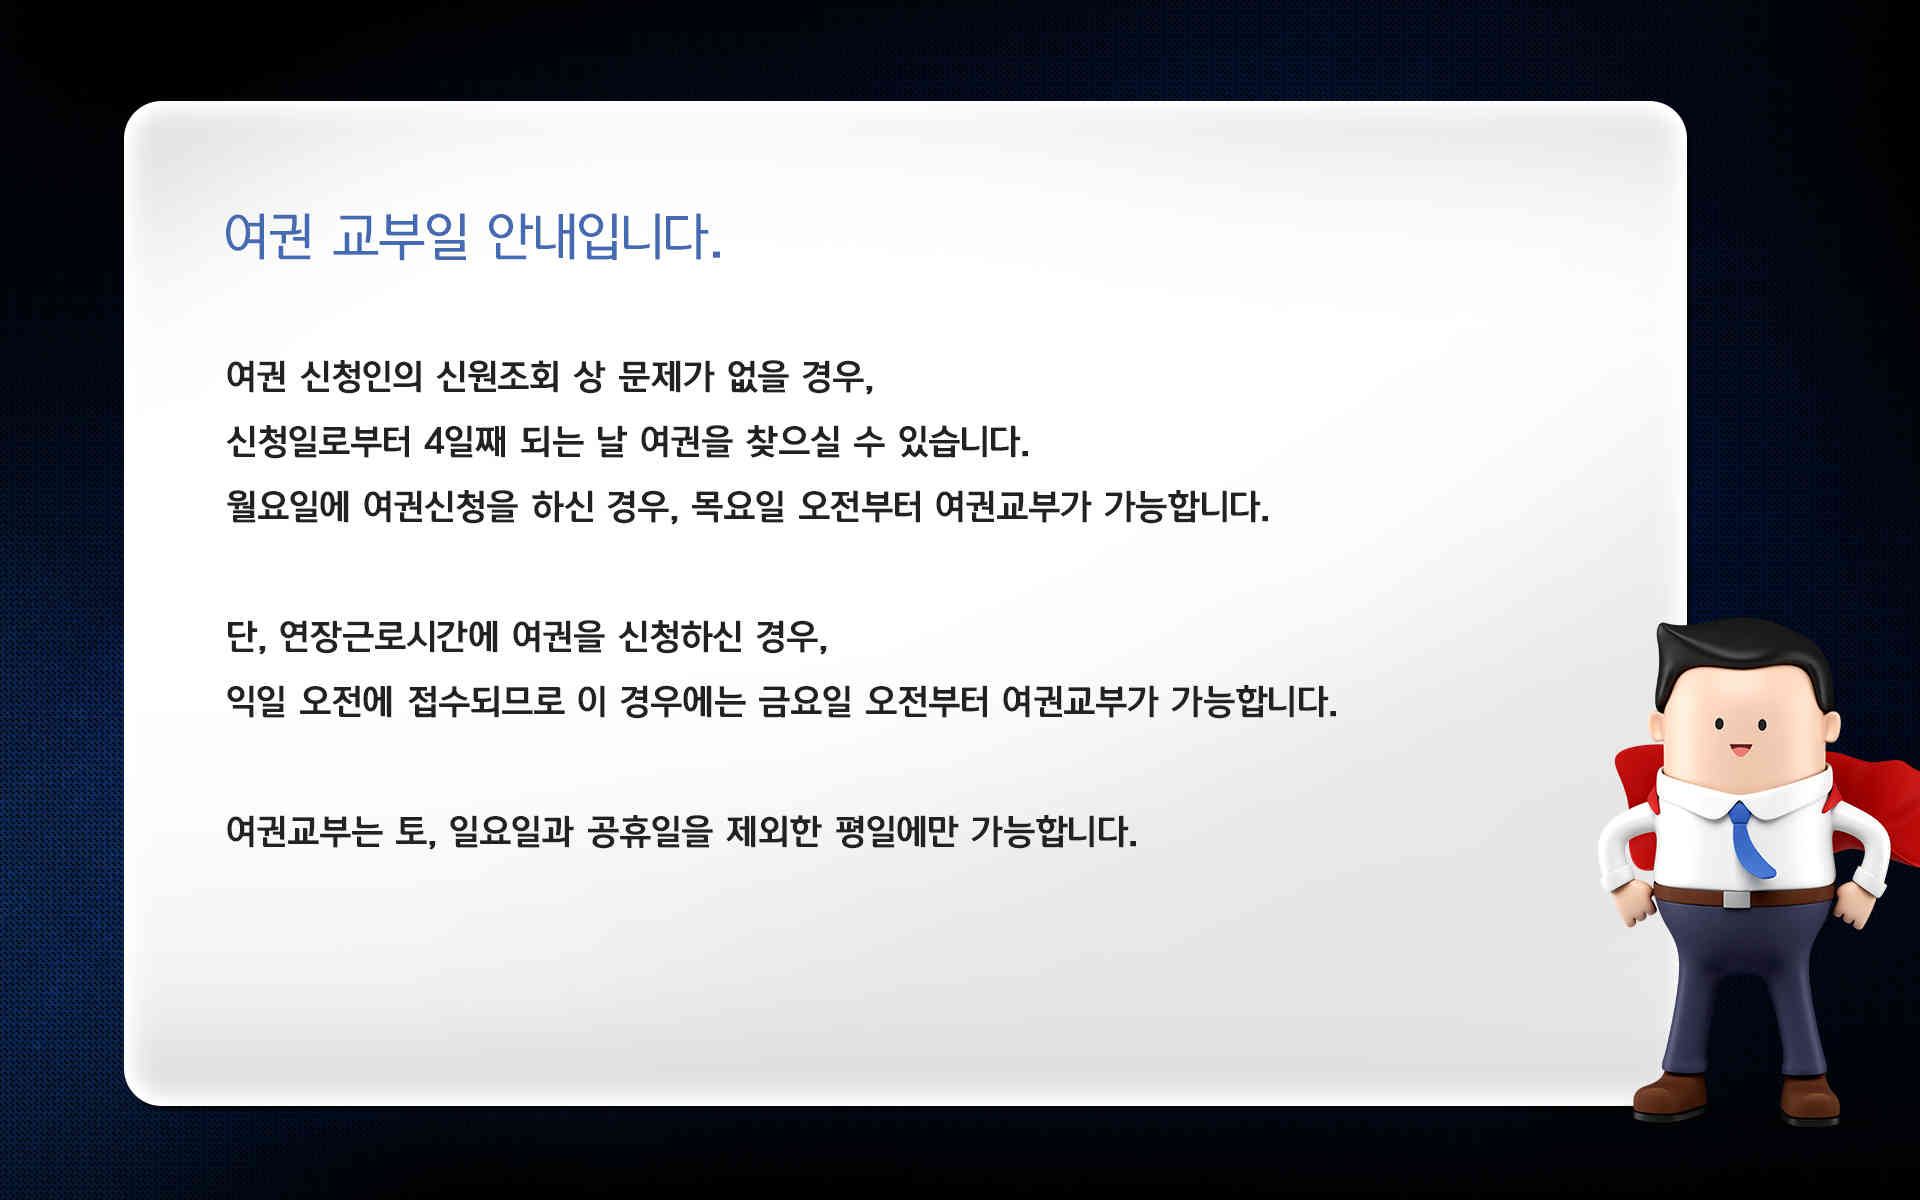 여권 교부일 안내입니다.
여권 신청인의 신원조회 상 문제가 없을 경우,
신청일로부터 4일째 되는 날 여권을 찾으실 수 있습니다.
월요일에 여권신청을 하신 경우, 목요일 오전부터 여권교부가 가능합니다.
단, 연장근로시간에 여권을 신청하신 경우,
익일 오전에 접수되므로 이 경우에는 금요일 오전부터 여권교부가 가능합니다.
여권교부는 토, 일요일과 공휴일을 제외한 평일에만 가능합니다.